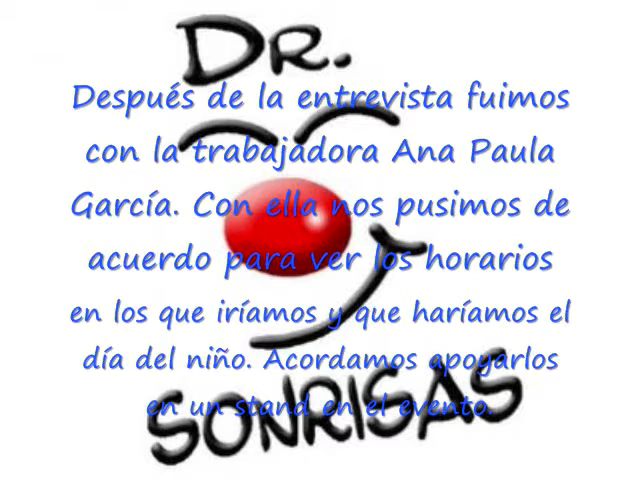 DR.
Después de la entrevista fuimos
con la trabajadora Ana Paula
García. Con ella nos pusimos de
acuerdo para ver los horarios
en los que iríamos y que haríamos el
día del niño. Acordamos apoyarlos
en un stand en el evento.
SONRISAS